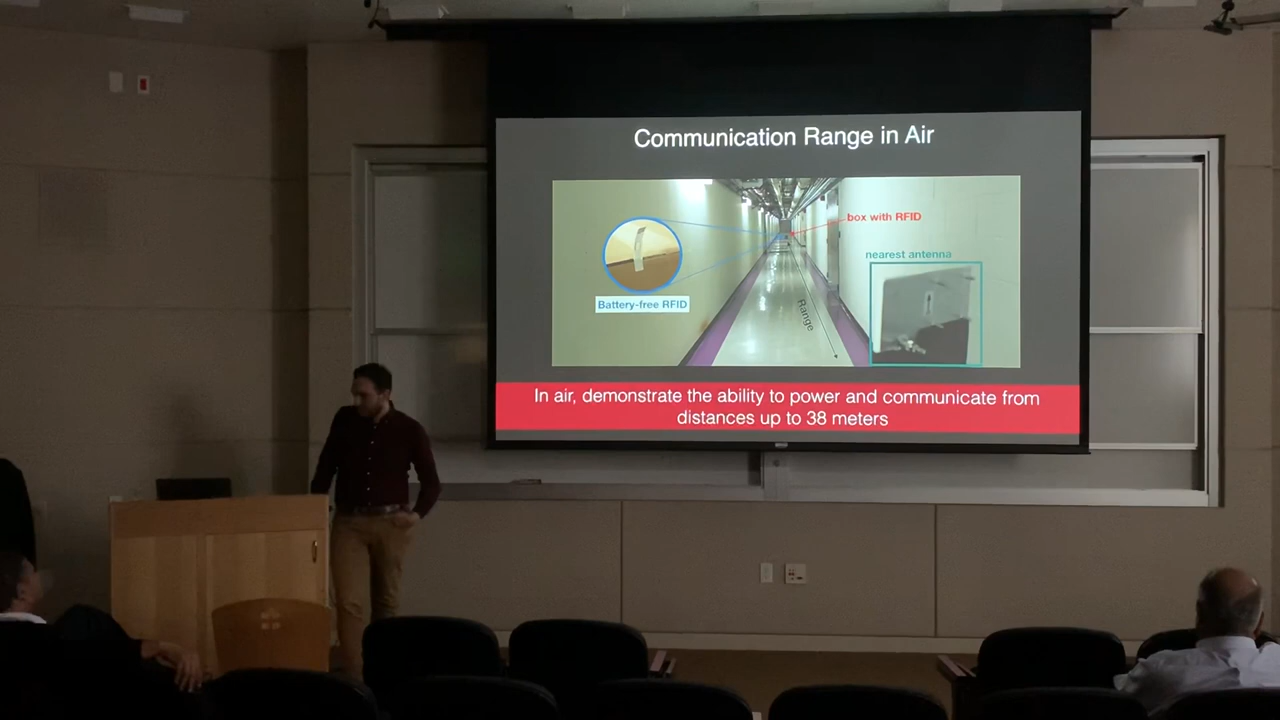 Communication Range in Air
box with RFID
nearest antenna
Battery-free RFID
Range
In air, demonstrate the ability to power and communicate from
distances up to 38 meters